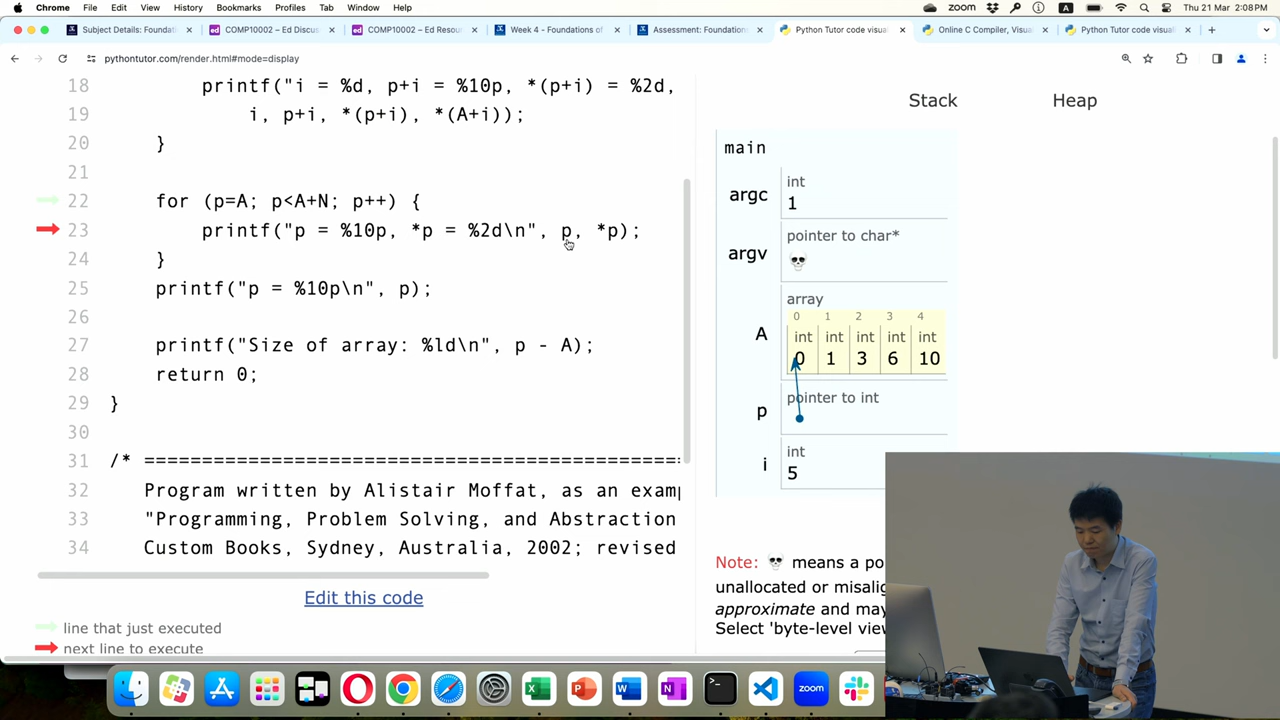 Chrome File Edit View History Bookmarks Profiles Tab Window Help
zoom A Thu 21 Mar 2:08 PM
Subject Details: Foundati
COMP10002 – Ed Discus
COMP10002 – Ed Resou
Week 4 - Foundations of
Assessment: Foundations
Python Tutor code visual
Online C Compiler, Visua
Python Tutor code visuali
pythontutor.com/render.html#mode=display
18 printf("i = %d, p+i = %10p, *(p+i) = %2d,
19 i, p+i, *(p+i), *(A+i));
20 }
21
22 for (p=A; p<A+N; p++) {
23 printf("p = %10p, *p = %2d\n", p, *p);
24 }
25 printf("p = %10p\n", p);
26
27 printf("Size of array: %ld\n", p - A);
28 return 0;
29 }
30
31 /* =============================================
32 Program written by Alistair Moffat, as an examp
33 "Programming, Problem Solving, and Abstraction
34 Custom Books, Sydney, Australia, 2002; revised
Edit this code
line that just executed
next line to execute
Stack Heap
main
argc int
1
argv pointer to char*
array
0 1 2 3 4
A int int int int int
0 1 3 6 10
p pointer to int
i int
5
Note: means a po
unallocated or misalig
approximate and may
Select 'byte-level view
zoom